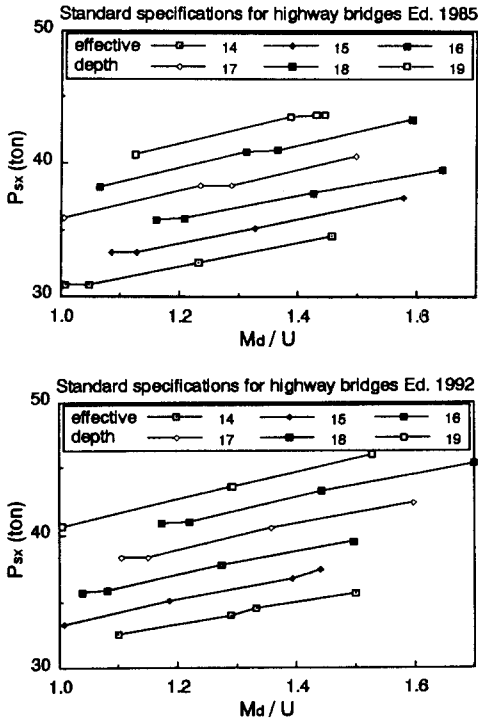 Standard specifications for highway bridges Ed. 1985
50
effective 14 15 16
depth 17 18 19
40
Psx (ton)
30
1.0 1.2 1.4 1.6
Md / U
Standard specifications for highway bridges Ed. 1992
50
effective 14 15 16
depth 17 18 19
40
Psx (ton)
30
1.0 1.2 1.4 1.6
Md / U